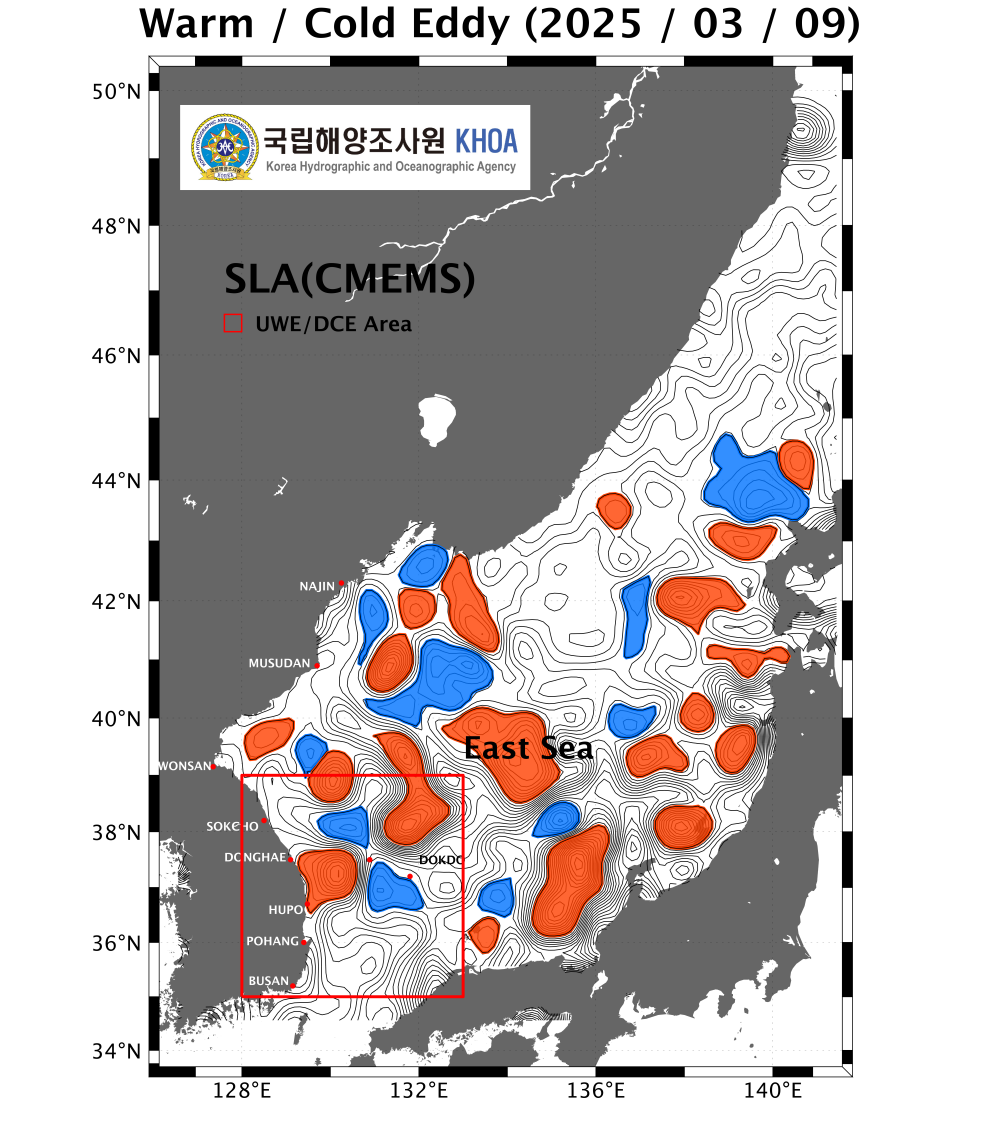 Warm / Cold Eddy (2025 / 03 / 09)
50°N
국립해양조사원 KHOA
Korea Hydrographic and Oceanographic Agency
48°N
SLA(CMEMS)
UWE/DCE Area
46°N
44°N
NAJIN
42°N
MUSUDAN
40°N
East Sea
WONSAN
SOKCHO
38°N
DONGHAE
DOKDO
HUPO
36°N
POHANG
BUSAN
34°N
128°E
132°E
136°E
140°E